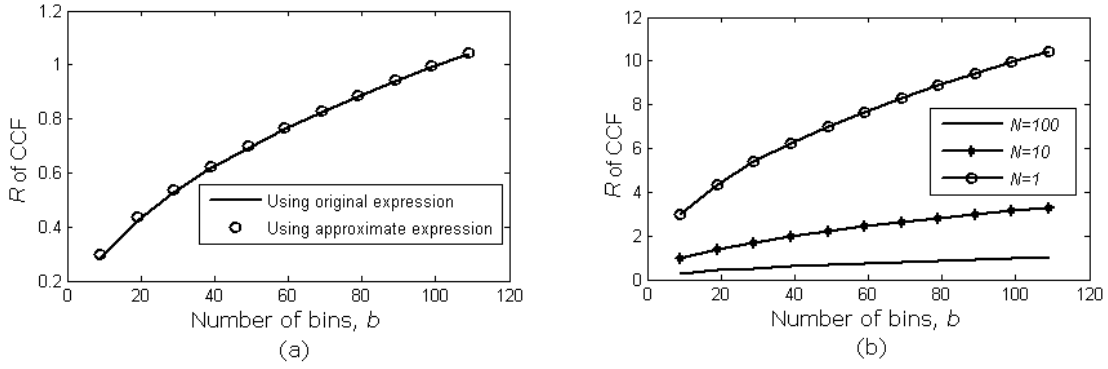 1.2
1
0.8
0.6
0.4
0.2
R of CCF
Using original expression
Using approximate expression
0 20 40 60 80 100 120
Number of bins, b
(a)
12
10
8
6
4
2
0
R of CCF
N=100
N=10
N=1
0 20 40 60 80 100 120
Number of bins, b
(b)